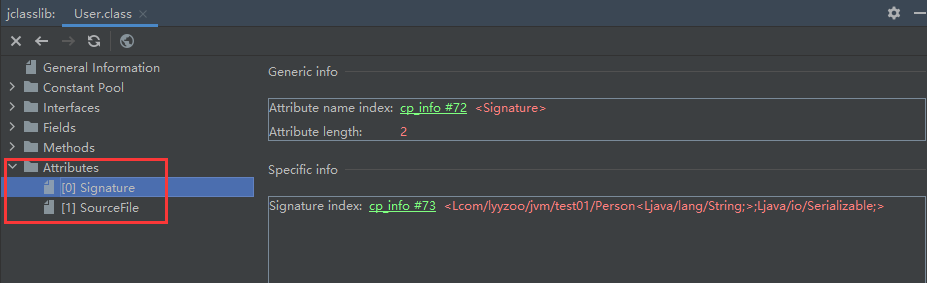 jclasslib: User.class
General Information
Constant Pool
Interfaces
Fields
Methods
Attributes
[0] Signature
[1] SourceFile
Generic info
Attribute name index: cp_info #72 <Signature>
Attribute length: 2
Specific info
Signature index: cp_info #73 <Lcom/lyyzoo/jvm/test01/Person<Ljava/lang/String;>;Ljava/io/Serializable;>